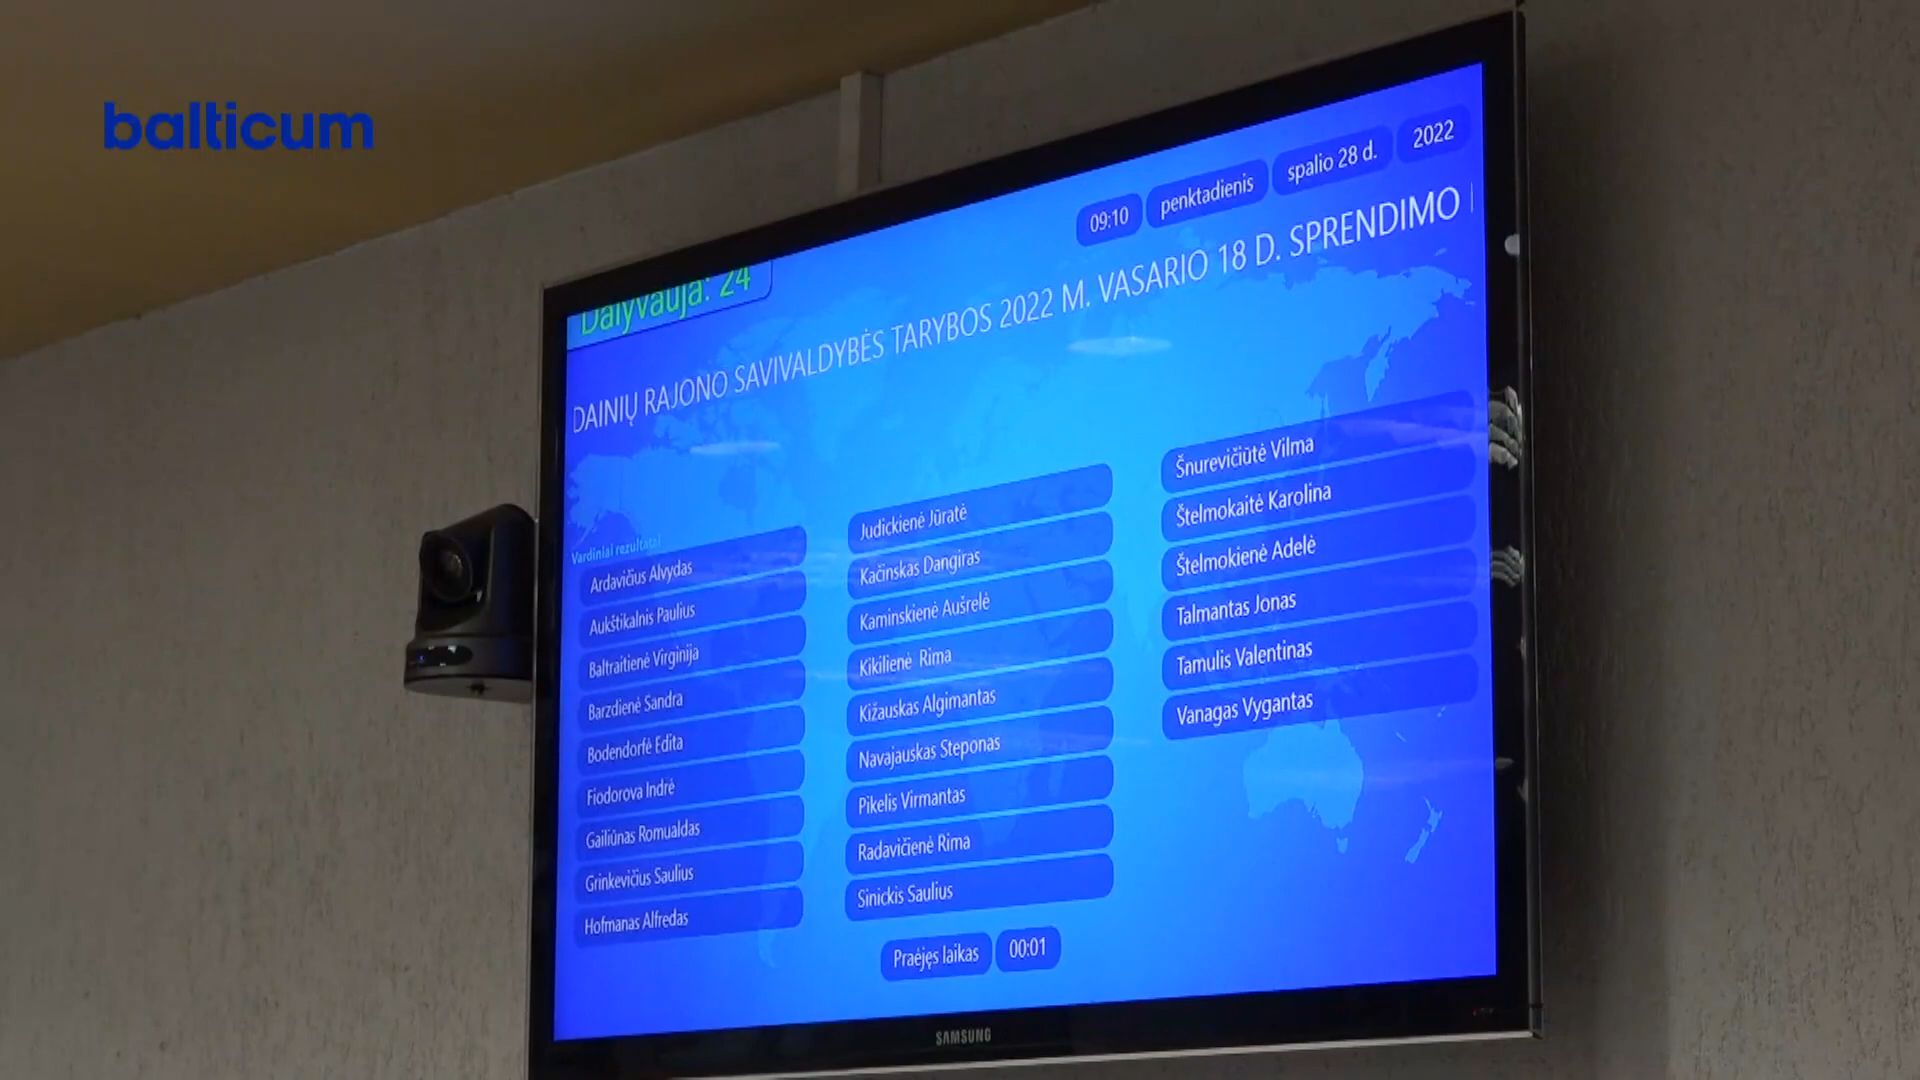 balticum
09:10 penktadienis spalio 28 d. 2022
Dalyvauja: 24
DAINIŲ RAJONO SAVIVALDYBĖS TARYBOS 2022 M. VASARIO 18 D. SPRENDIMO
Vardiniai rezultatai
Ardavičius Alvydas
Aukštikalnis Paulius
Baltraitienė Virginija
Barzdienė Sandra
Bodendorfė Edita
Fiodorova Indrė
Gailiūnas Romualdas
Grinkevičius Saulius
Hofmanas Alfredas
Judickienė Jūratė
Kačinskas Dangiras
Kaminskienė Aušrelė
Kikilienė Rima
Kižauskas Algimantas
Navajauskas Steponas
Pikelis Virmantas
Radavičienė Rima
Sinickis Saulius
Šnurevičiūtė Vilma
Štelmokaitė Karolina
Štelmokienė Adelė
Talmantas Jonas
Tamulis Valentinas
Vanagas Vygantas
Praėjęs laikas 00:01
SAMSUNG